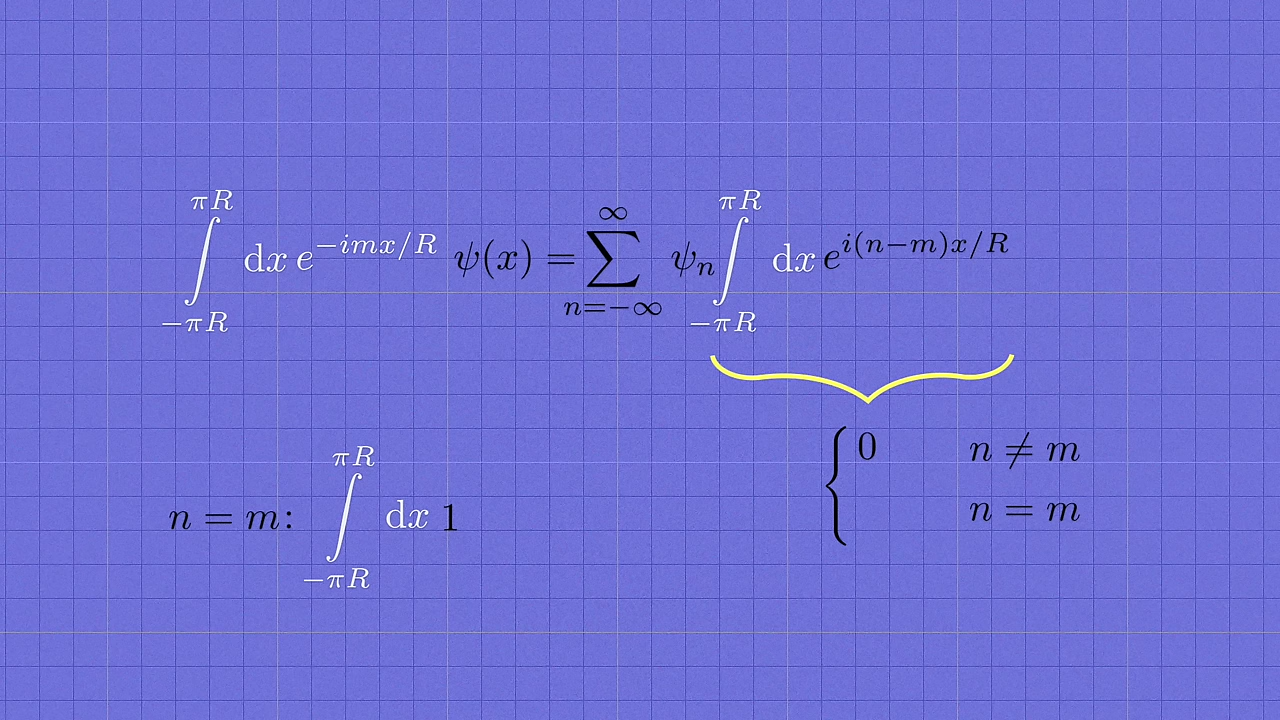 ∫_{−πR}^{πR} dx e^{−imx/R} ψ(x) = ∑_{n=−∞}^{∞} ψ_n ∫_{−πR}^{πR} dx e^{i(n−m)x/R}
{ 0 n ≠ m
n = m
n = m: ∫_{−πR}^{πR} dx 1